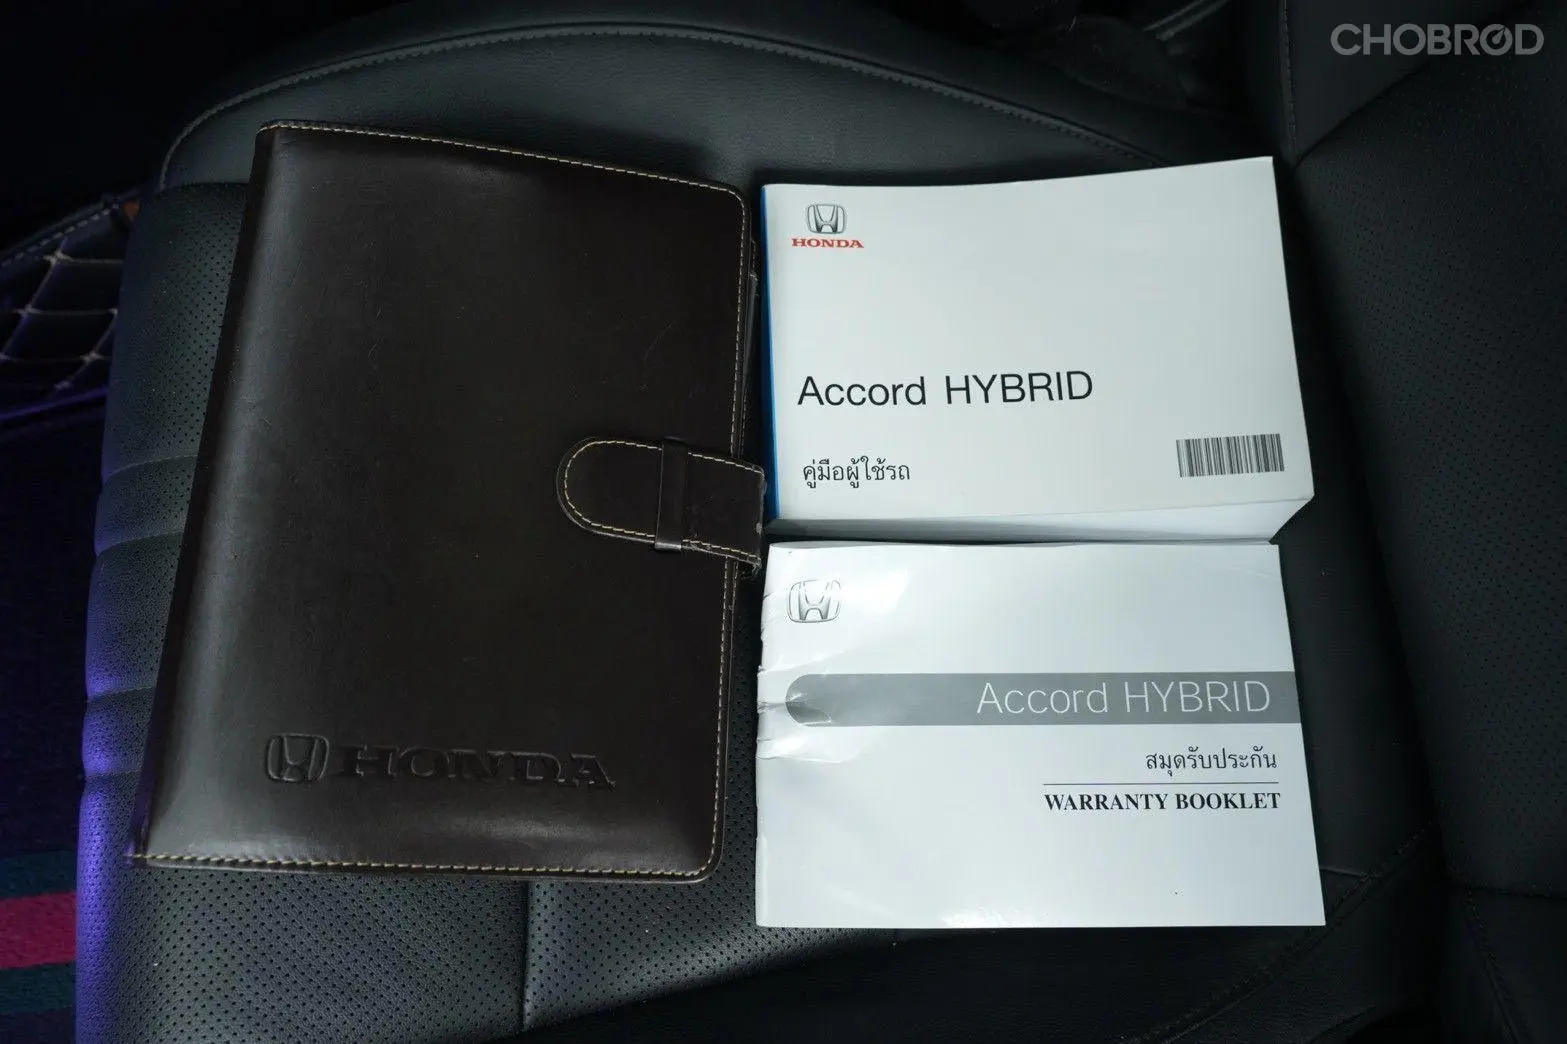 CHOBROD
HONDA
Accord HYBRID
คู่มือผู้ใช้รถ
Accord HYBRID
สมุดรับประกัน
WARRANTY BOOKLET
HONDA